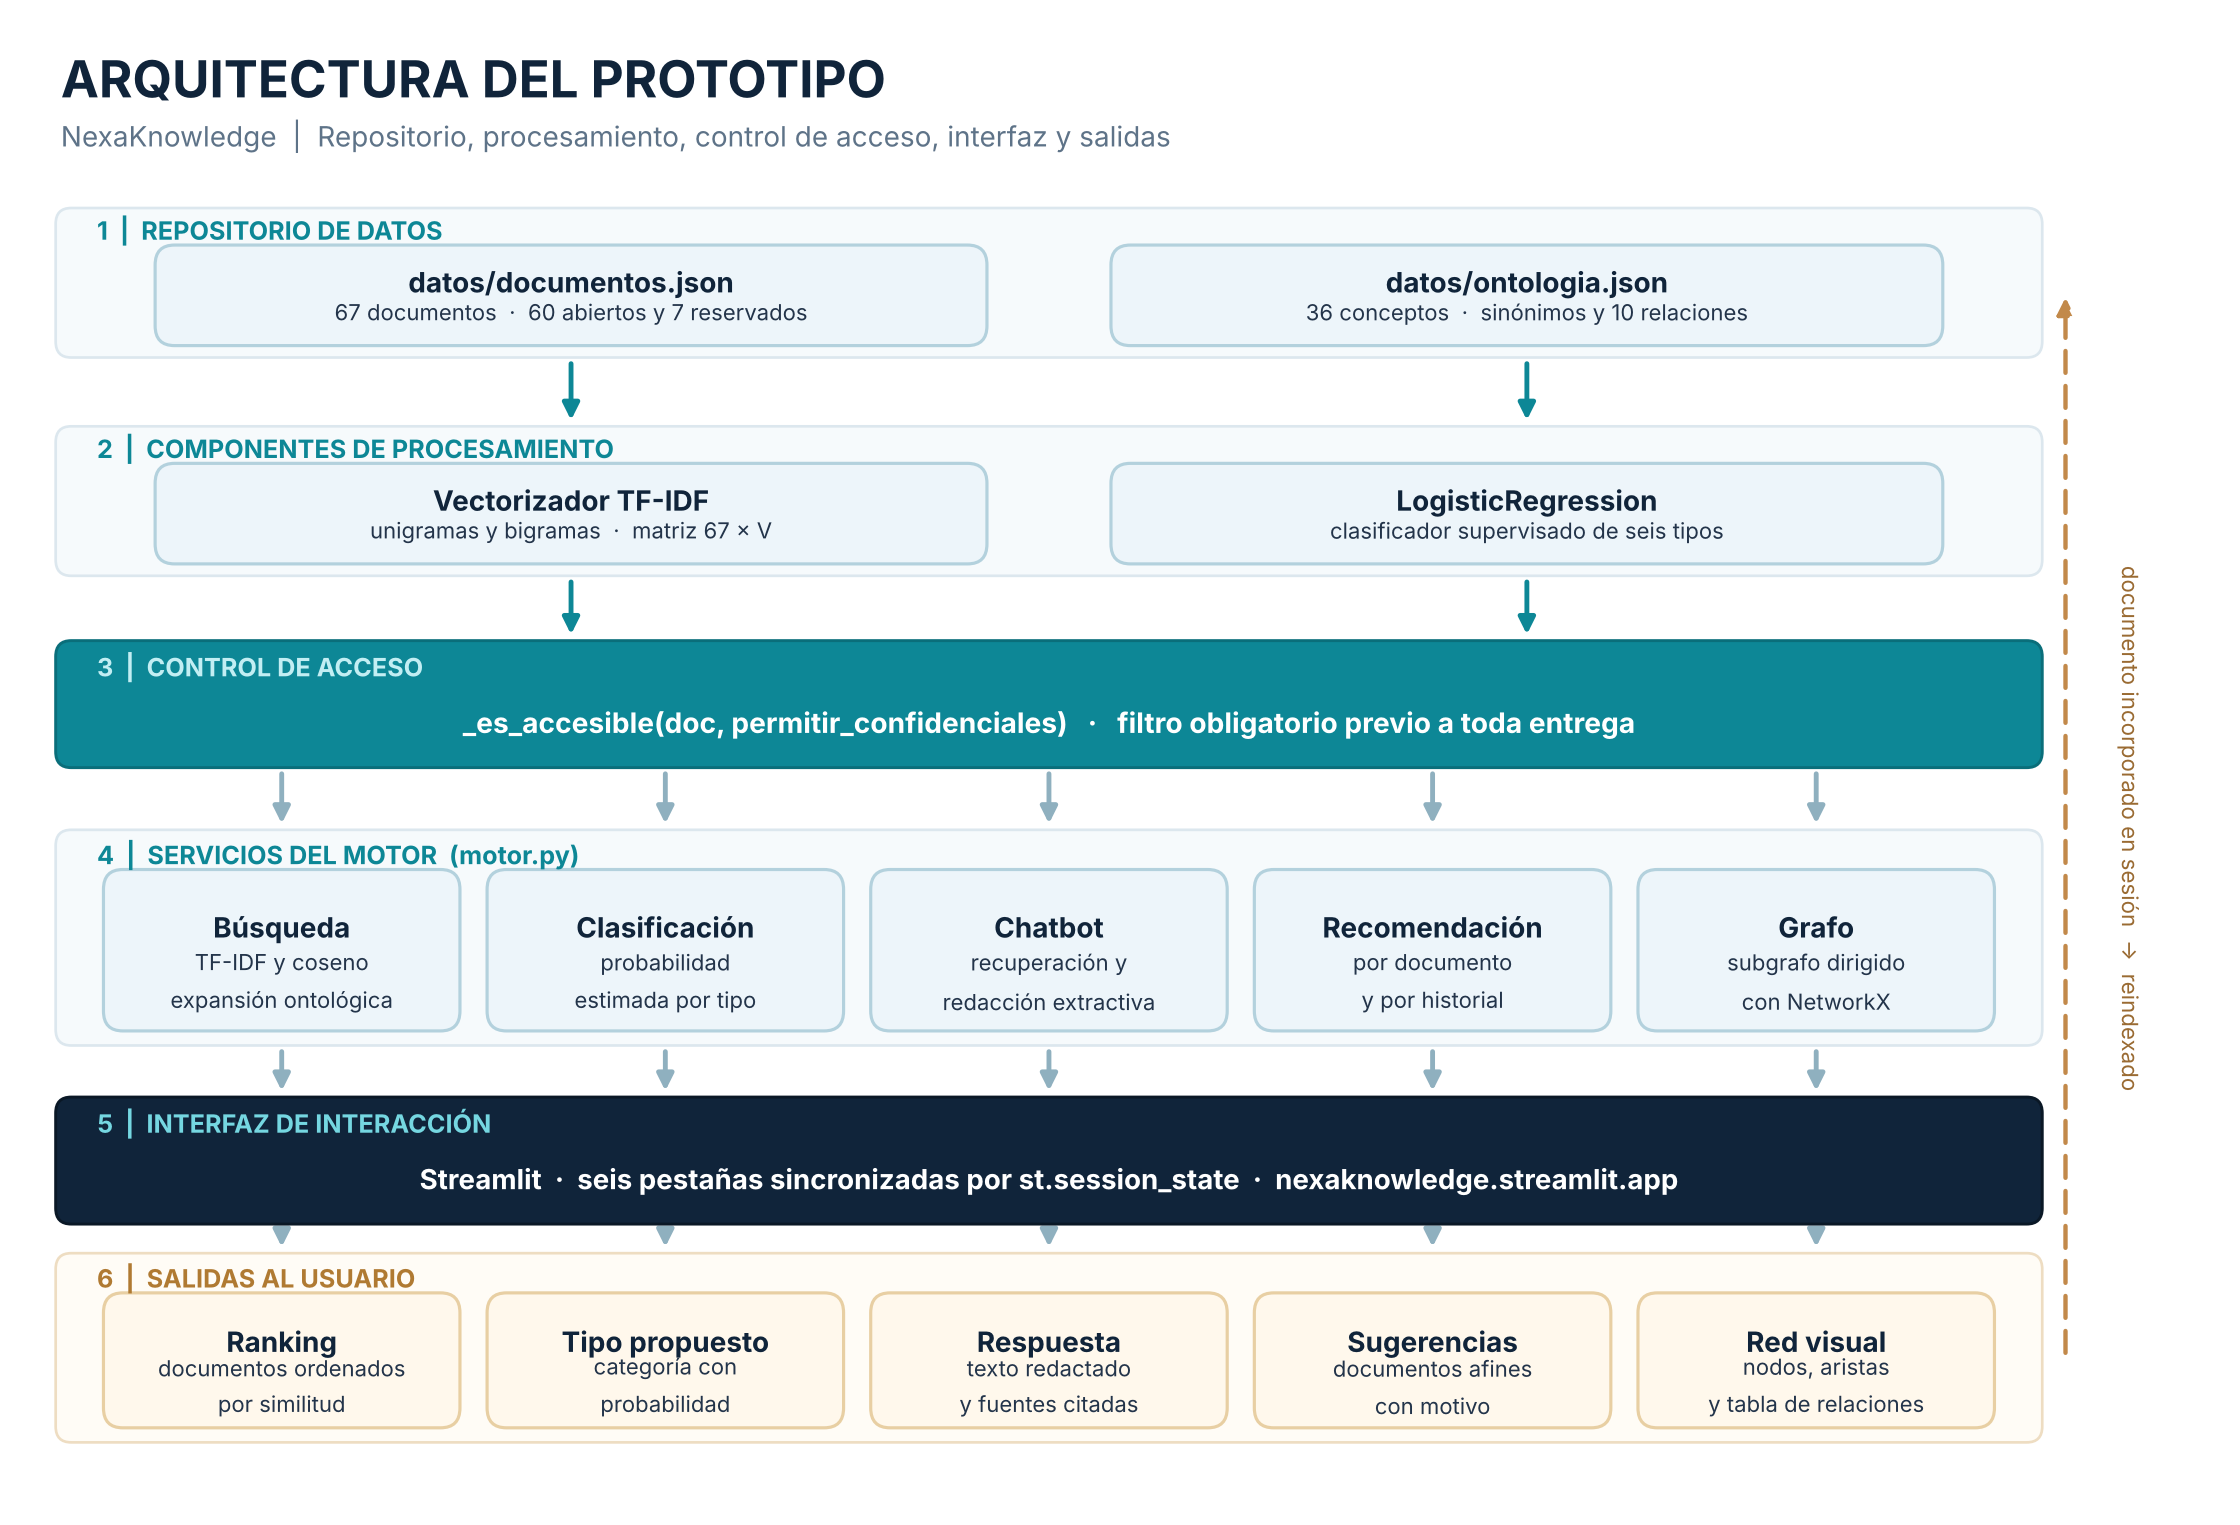 ARQUITECTURA DEL PROTOTIPO
NexaKnowledge | Repositorio, procesamiento, control de acceso, interfaz y salidas
1 | REPOSITORIO DE DATOS
datos/documentos.json
67 documentos · 60 abiertos y 7 reservados
datos/ontologia.json
36 conceptos · sinónimos y 10 relaciones
2 | COMPONENTES DE PROCESAMIENTO
Vectorizador TF-IDF
unigramas y bigramas · matriz 67 × V
LogisticRegression
clasificador supervisado de seis tipos
3 | CONTROL DE ACCESO
_es_accesible(doc, permitir_confidenciales) · filtro obligatorio previo a toda entrega
4 | SERVICIOS DEL MOTOR (motor.py)
Búsqueda
TF-IDF y coseno
expansión ontológica
Clasificación
probabilidad
estimada por tipo
Chatbot
recuperación y
redacción extractiva
Recomendación
por documento
y por historial
Grafo
subgrafo dirigido
con NetworkX
5 | INTERFAZ DE INTERACCIÓN
Streamlit · seis pestañas sincronizadas por st.session_state · nexaknowledge.streamlit.app
6 | SALIDAS AL USUARIO
Ranking
documentos ordenados
por similitud
Tipo propuesto
categoría con
probabilidad
Respuesta
texto redactado
y fuentes citadas
Sugerencias
documentos afines
con motivo
Red visual
nodos, aristas
y tabla de relaciones
documento incorporado en sesión → reindexado